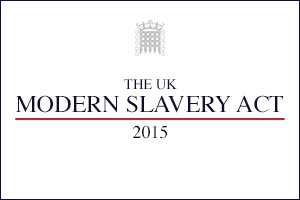 THE UK
MODERN SLAVERY ACT
2015